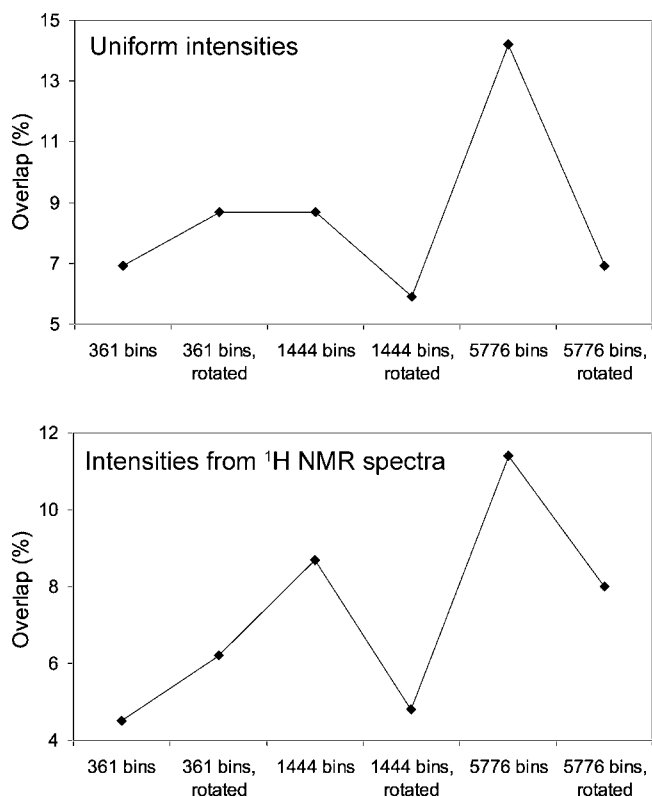 Uniform intensities
Overlap (%)
15
13
11
9
7
5
361 bins
361 bins,
rotated
1444 bins
1444 bins,
rotated
5776 bins
5776 bins,
rotated
Intensities from ¹H NMR spectra
Overlap (%)
12
10
8
6
4
361 bins
361 bins,
rotated
1444 bins
1444 bins,
rotated
5776 bins
5776 bins,
rotated